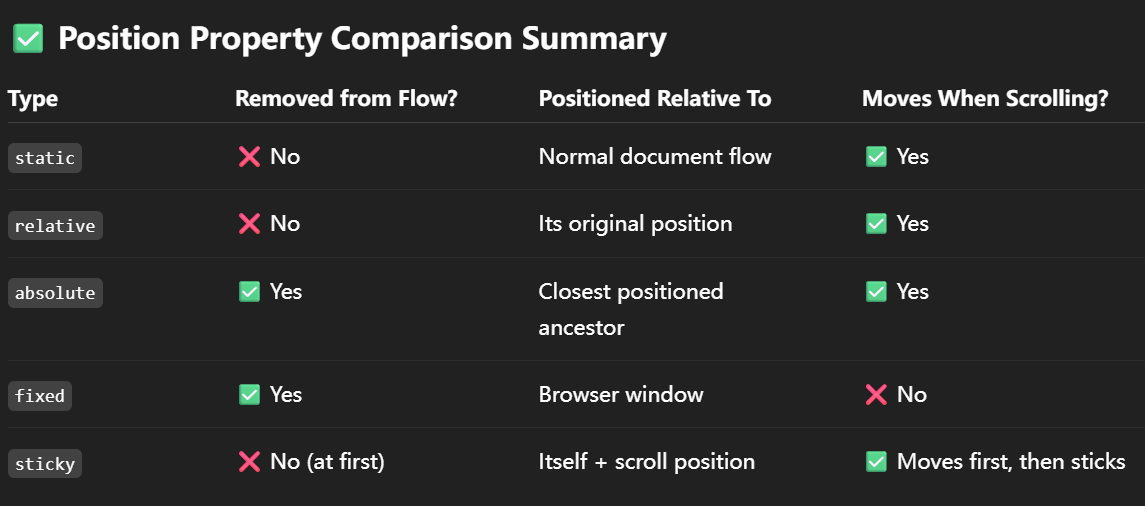 ✅ Position Property Comparison Summary
Type Removed from Flow? Positioned Relative To Moves When Scrolling?
static ❌ No Normal document flow ✅ Yes
relative ❌ No Its original position ✅ Yes
absolute ✅ Yes Closest positioned ✅ Yes
ancestor
fixed ✅ Yes Browser window ❌ No
sticky ❌ No (at first) Itself + scroll position ✅ Moves first, then sticks